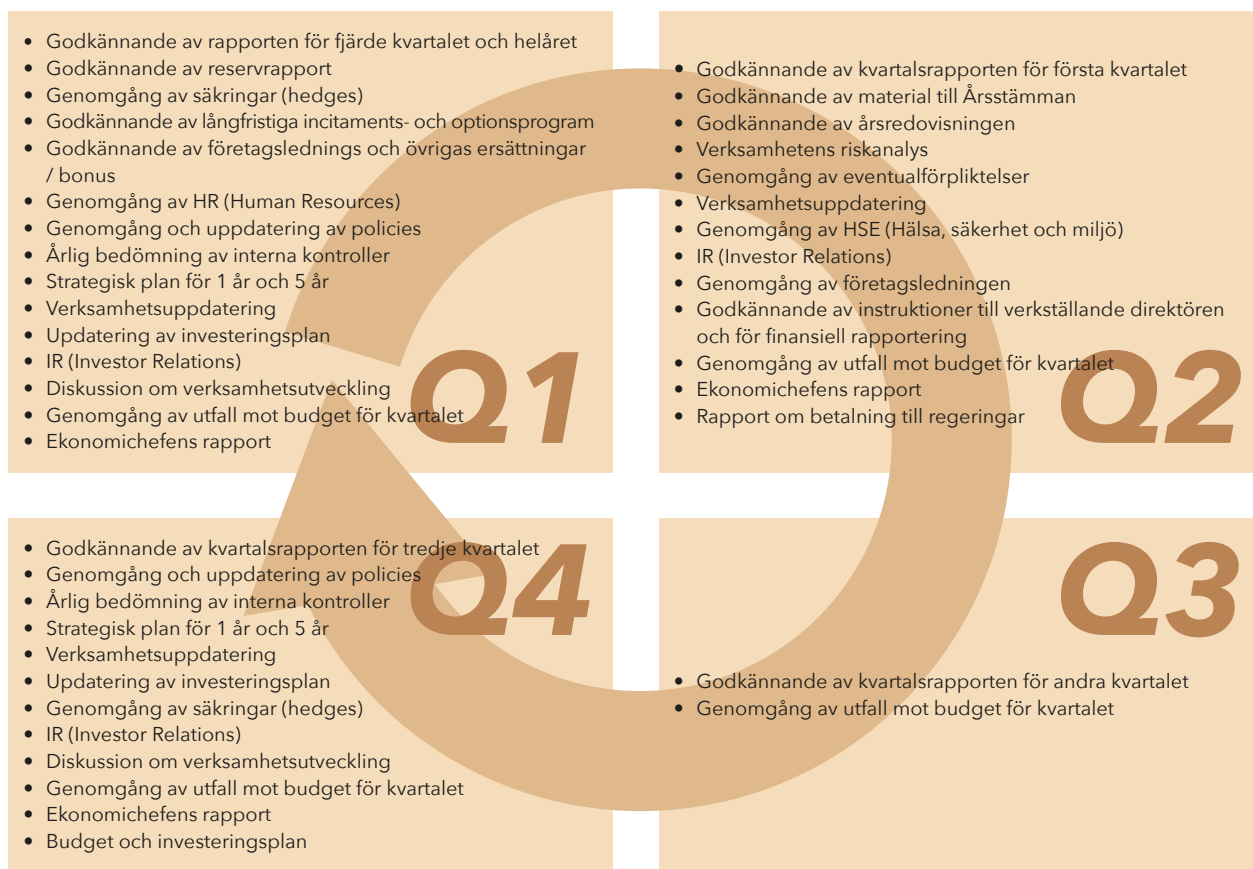 • Godkännande av rapporten för fjärde kvartalet och helåret
• Godkännande av reservrapport
• Genomgång av säkringar (hedges)
• Godkännande av långfristiga incitaments- och optionsprogram
• Godkännande av företagslednings och övrigas ersättningar
/ bonus
• Genomgång av HR (Human Resources)
• Genomgång och uppdatering av policies
• Årlig bedömning av interna kontroller
• Strategisk plan för 1 år och 5 år
• Verksamhetsuppdatering
• Updatering av investeringsplan
• IR (Investor Relations)
• Diskussion om verksamhetsutveckling
• Genomgång av utfall mot budget för kvartalet
• Ekonomichefens rapport
Q1
• Godkännande av kvartalsrapporten för första kvartalet
• Godkännande av material till Årsstämman
• Godkännande av årsredovisningen
• Verksamhetens riskanalys
• Genomgång av eventualförpliktelser
• Verksamhetsuppdatering
• Genomgång av HSE (Hälsa, säkerhet och miljö)
• IR (Investor Relations)
• Genomgång av företagsledningen
• Godkännande av instruktioner till verkställande direktören
och för finansiell rapportering
• Genomgång av utfall mot budget för kvartalet
• Ekonomichefens rapport
• Rapport om betalning till regeringar
Q2
• Godkännande av kvartalsrapporten för tredje kvartalet
• Genomgång och uppdatering av policies
• Årlig bedömning av interna kontroller
• Strategisk plan för 1 år och 5 år
• Verksamhetsuppdatering
• Updatering av investeringsplan
• Genomgång av säkringar (hedges)
• IR (Investor Relations)
• Diskussion om verksamhetsutveckling
• Genomgång av utfall mot budget för kvartalet
• Ekonomichefens rapport
• Budget och investeringsplan
Q4
Q3
• Godkännande av kvartalsrapporten för andra kvartalet
• Genomgång av utfall mot budget för kvartalet